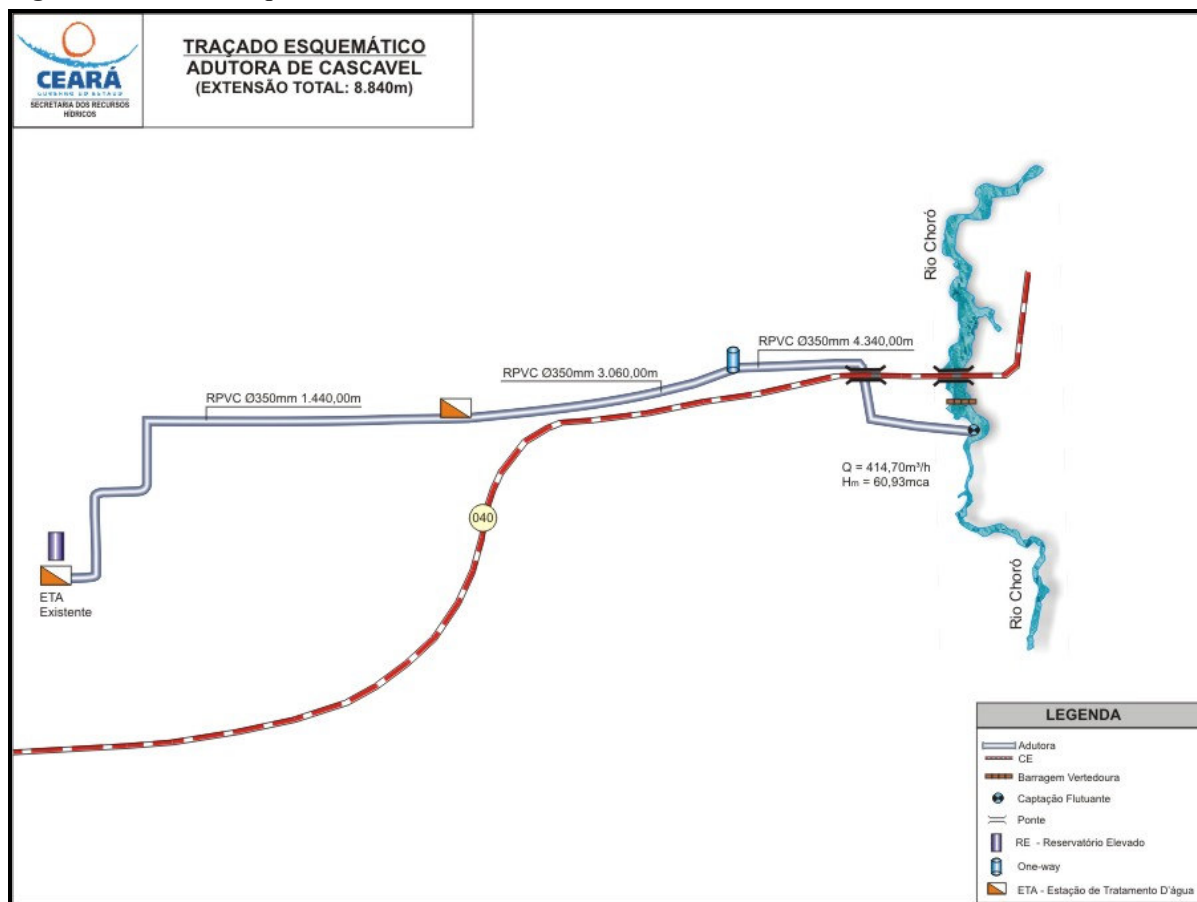 CEARÁ
GOVERNO DO ESTADO
SECRETARIA DOS RECURSOS
HÍDRICOS
TRAÇADO ESQUEMÁTICO
ADUTORA DE CASCAVEL
(EXTENSÃO TOTAL: 8.840m)
Rio Choró
RPVC Ø350mm 4.340,00m
RPVC Ø350mm 3.060,00m
RPVC Ø350mm 1.440,00m
Q = 414,70m³/h
Hm = 60,93mca
040
ETA
Existente
Rio Choró
LEGENDA
Adutora
CE
Barragem Vertedoura
Captação Flutuante
Ponte
RE - Reservatório Elevado
One-way
ETA - Estação de Tratamento D'água